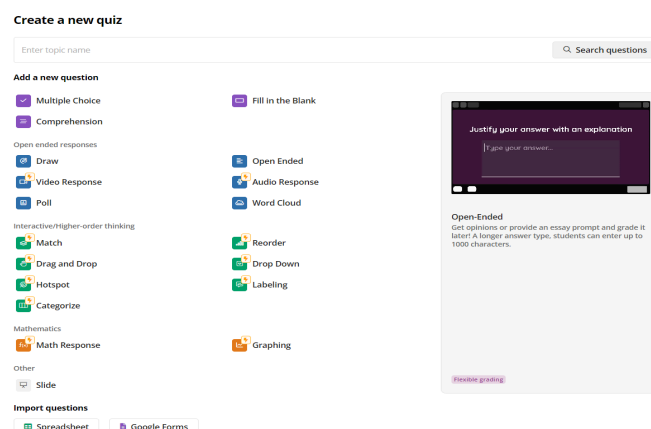 Create a new quiz
Enter topic name
Search questions
Add a new question
Multiple Choice
Fill in the Blank
Comprehension
Open ended responses
Draw
Open Ended
Video Response
Audio Response
Poll
Word Cloud
Interactive/Higher-order thinking
Match
Reorder
Drag and Drop
Drop Down
Hotspot
Labeling
Categorize
Mathematics
Math Response
Graphing
Other
Slide
Import questions
Spreadsheet
Google Forms
Justify your answer with an explanation
Type your answer...
Open-Ended
Get opinions or provide an essay prompt and grade it
later! A longer answer type, students can enter up to
1000 characters.
Flexible grading